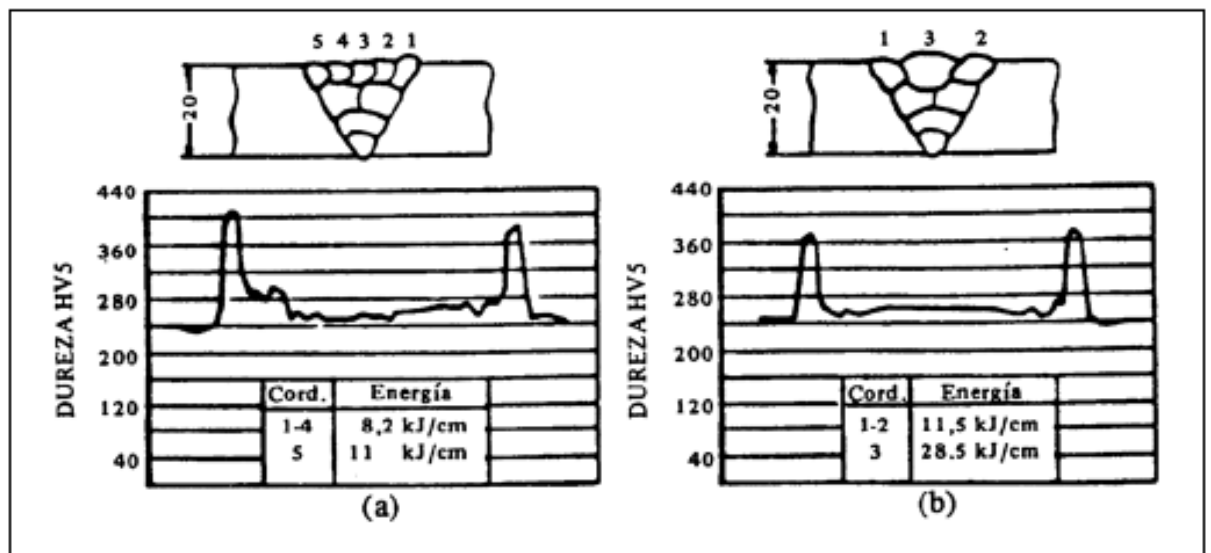 5 4 3 2 1
20
440
360
280
200
120
40
DUREZA HV5
Cord. Energía
1-4 8,2 kJ/cm
5 11 kJ/cm
(a)
1 3 2
20
440
360
280
200
120
40
DUREZA HV5
Cord. Energía
1-2 11,5 kJ/cm
3 28.5 kJ/cm
(b)